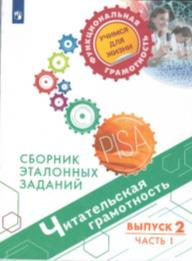 ФУНКЦИОНАЛЬНАЯ
ГРАМОТНОСТЬ
УЧИМСЯ ДЛЯ
ЖИЗНИ
PISA
СБОРНИК
ЭТАЛОННЫХ
ЗАДАНИЙ
Читательская
грамотность
ВЫПУСК 2
ЧАСТЬ 1